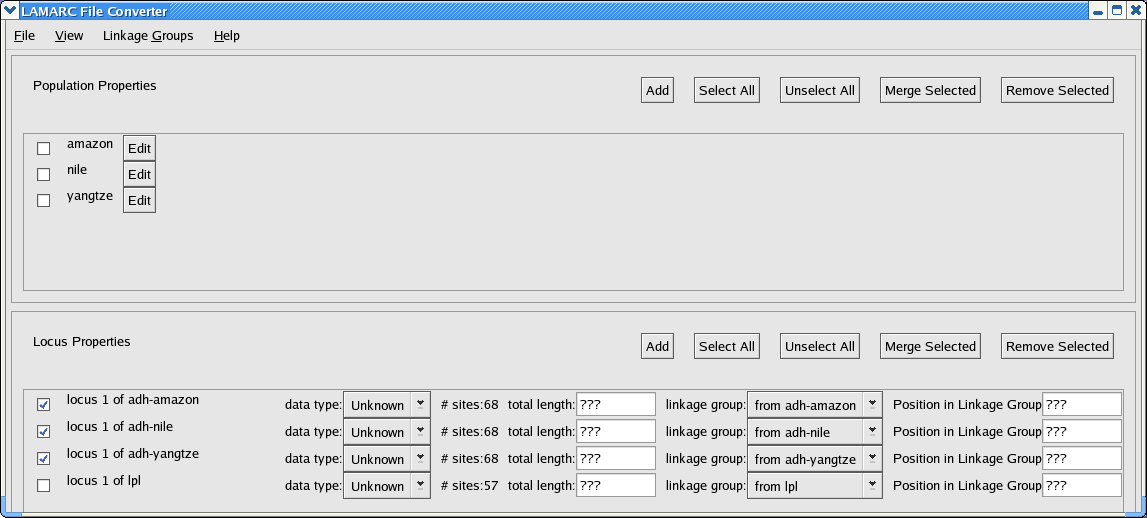 LAMARC File Converter
File View Linkage Groups Help
Population Properties Add Select All Unselect All Merge Selected Remove Selected
amazon Edit
nile Edit
yangtze Edit
Locus Properties Add Select All Unselect All Merge Selected Remove Selected
locus 1 of adh-amazon data type: Unknown # sites:68 total length: ??? linkage group: from adh-amazon Position in Linkage Group ???
locus 1 of adh-nile data type: Unknown # sites:68 total length: ??? linkage group: from adh-nile Position in Linkage Group ???
locus 1 of adh-yangtze data type: Unknown # sites:68 total length: ??? linkage group: from adh-yangtze Position in Linkage Group ???
locus 1 of lpl data type: Unknown # sites:57 total length: ??? linkage group: from lpl Position in Linkage Group ???